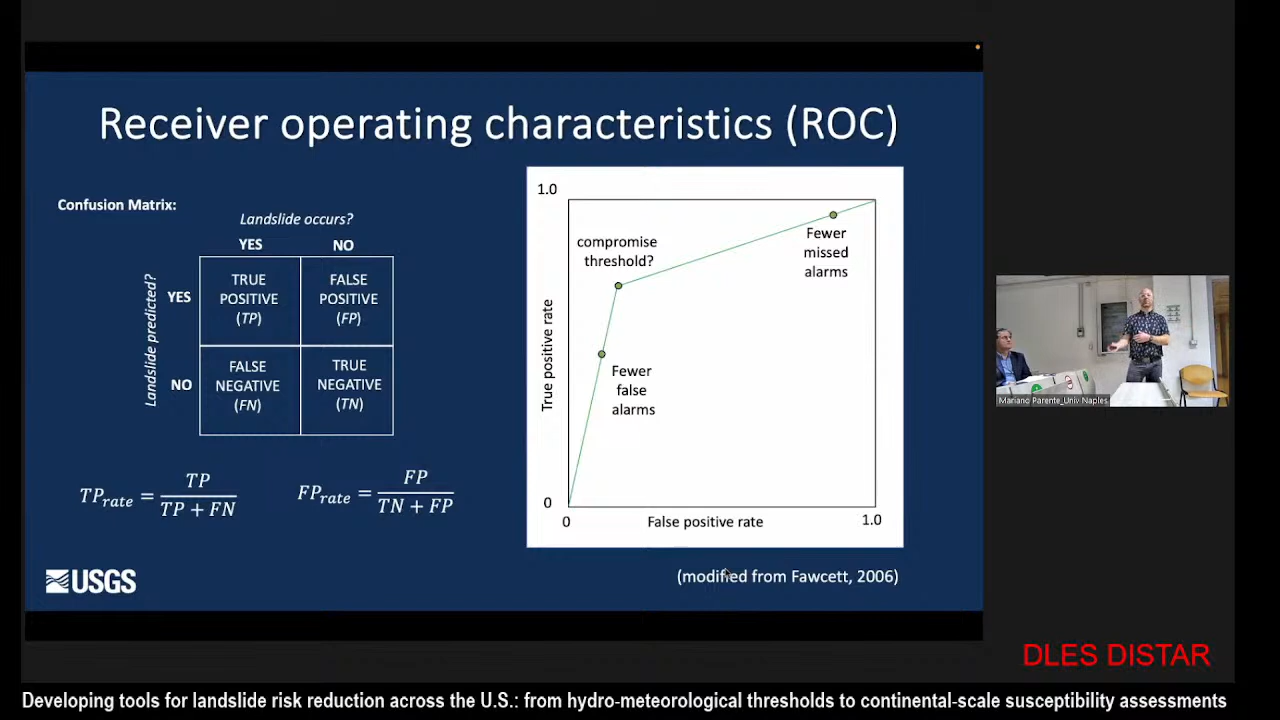 Receiver operating characteristics (ROC)
Confusion Matrix:
Landslide occurs?
YES
NO
Landslide predicted?
YES
TRUE
POSITIVE
(TP)
FALSE
POSITIVE
(FP)
NO
FALSE
NEGATIVE
(FN)
TRUE
NEGATIVE
(TN)
TP_rate = TP / (TP + FN)
FP_rate = FP / (TN + FP)
USGS
1.0
compromise
threshold?
Fewer
missed
alarms
Fewer
false
alarms
True positive rate
0
0
False positive rate
1.0
(modified from Fawcett, 2006)
Mariano Parente_Univ Naples
DLES DISTAR
Developing tools for landslide risk reduction across the U.S.: from hydro-meteorological thresholds to continental-scale susceptibility assessments